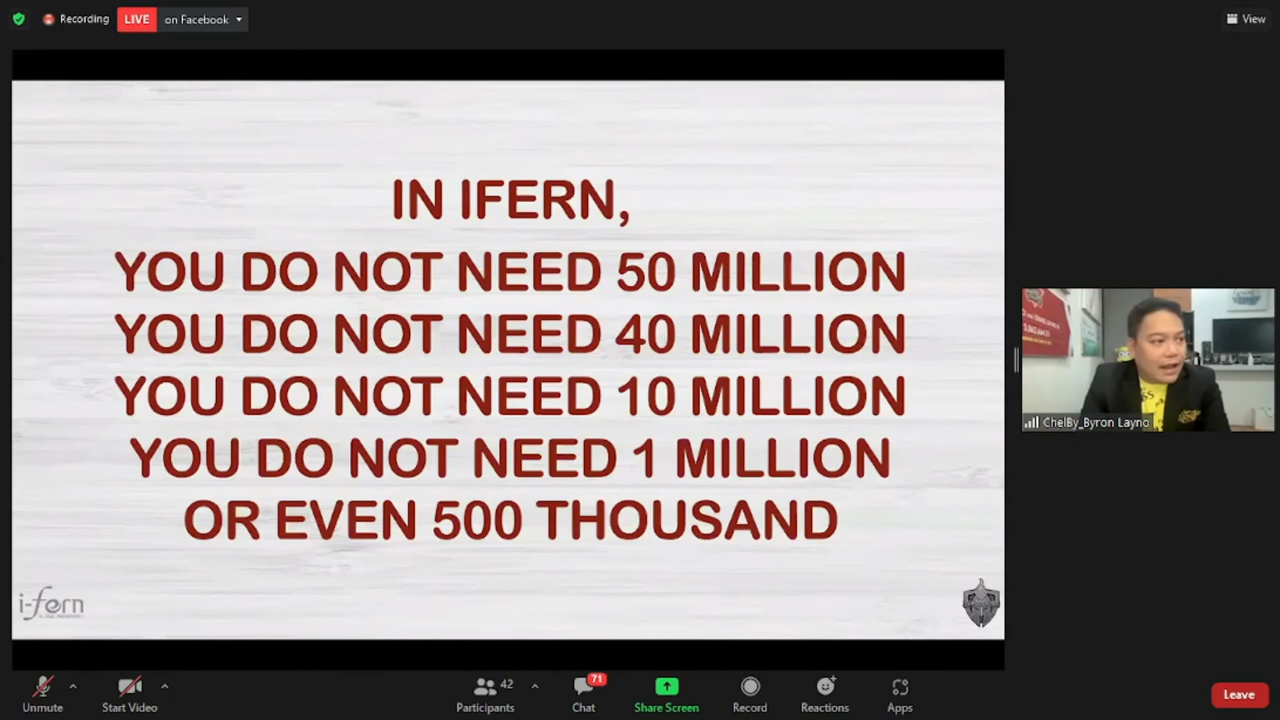 Recording
LIVE on Facebook
View
IN IFERN,
YOU DO NOT NEED 50 MILLION
YOU DO NOT NEED 40 MILLION
YOU DO NOT NEED 10 MILLION
YOU DO NOT NEED 1 MILLION
OR EVEN 500 THOUSAND
i-fern
ChelBy_Byron Layno
Unmute
Start Video
42
Participants
71
Chat
Share Screen
Record
Reactions
Apps
Leave